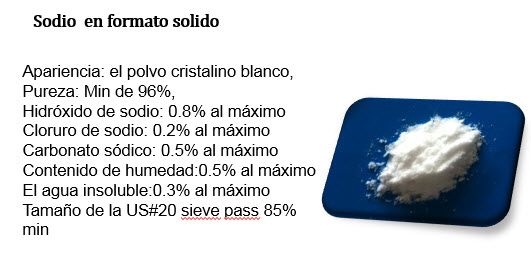 Sodio en formato solido
Apariencia: el polvo cristalino blanco,
Pureza: Min de 96%,
Hidróxido de sodio: 0.8% al máximo
Cloruro de sodio: 0.2% al máximo
Carbonato sódico: 0.5% al máximo
Contenido de humedad:0.5% al máximo
El agua insoluble:0.3% al máximo
Tamaño de la US#20 sieve pass 85%
min